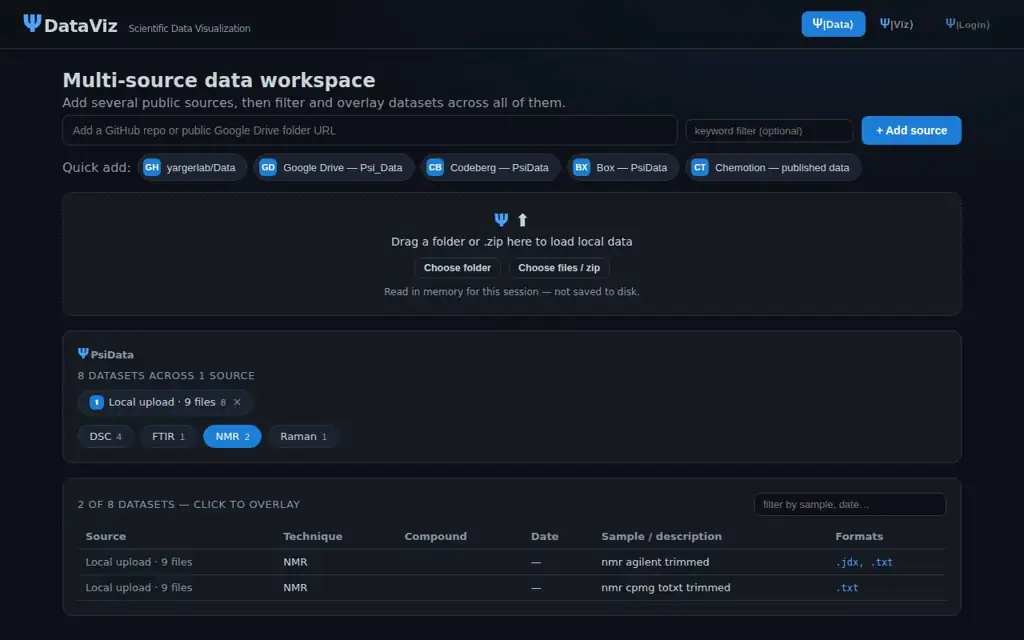 ΨDataViz Scientific Data Visualization Ψ|Data⟩ Ψ|Viz⟩ Ψ|Login⟩
Multi-source data workspace
Add several public sources, then filter and overlay datasets across all of them.
Add a GitHub repo or public Google Drive folder URL keyword filter (optional) + Add source
Quick add: GH yargerlab/Data GD Google Drive — Psi_Data CB Codeberg — PsiData BX Box — PsiData CT Chemotion — published data
Ψ ⬆
Drag a folder or .zip here to load local data
Choose folder Choose files / zip
Read in memory for this session — not saved to disk.
ΨPsiData
8 DATASETS ACROSS 1 SOURCE
⬆ Local upload · 9 files 8 ×
DSC 4 FTIR 1 NMR 2 Raman 1
2 OF 8 DATASETS — CLICK TO OVERLAY filter by sample, date…
Source Technique Compound Date Sample / description Formats
Local upload · 9 files NMR — nmr agilent trimmed .jdx, .txt
Local upload · 9 files NMR — nmr cpmg totxt trimmed .txt